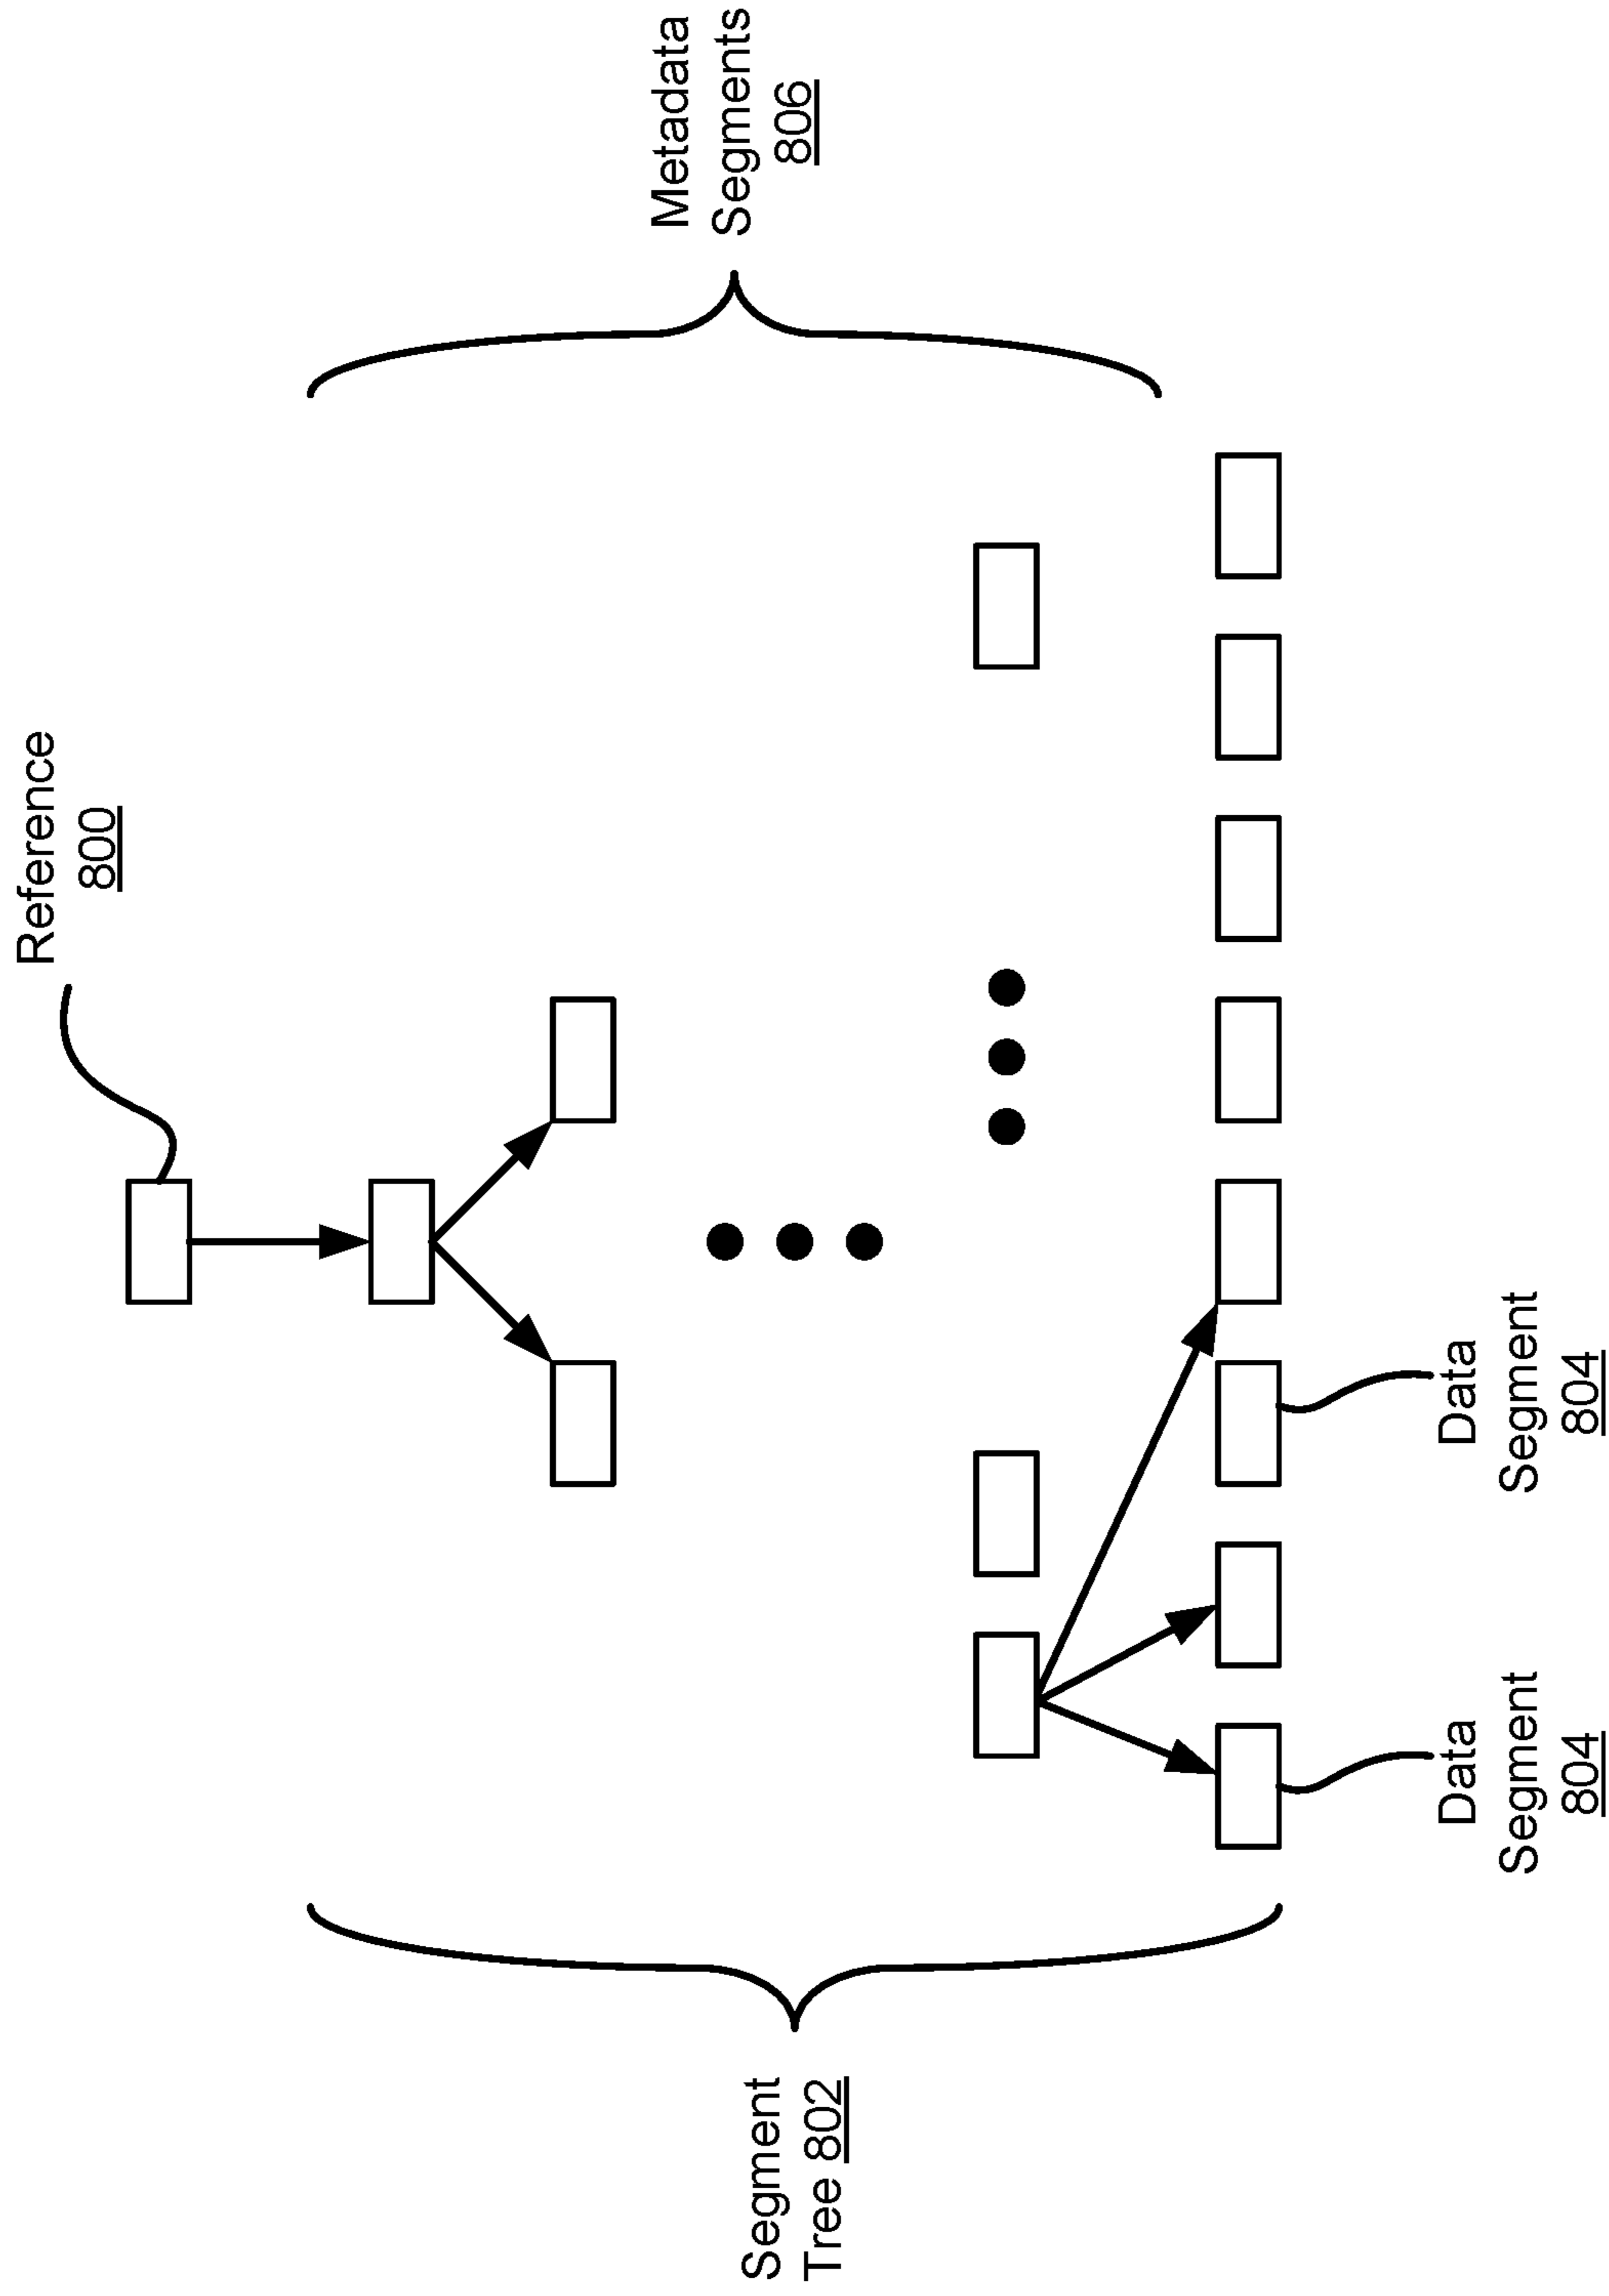 Reference
800
Metadata
Segments
806
Segment
Tree 802
Data
Segment
804
Data
Segment
804